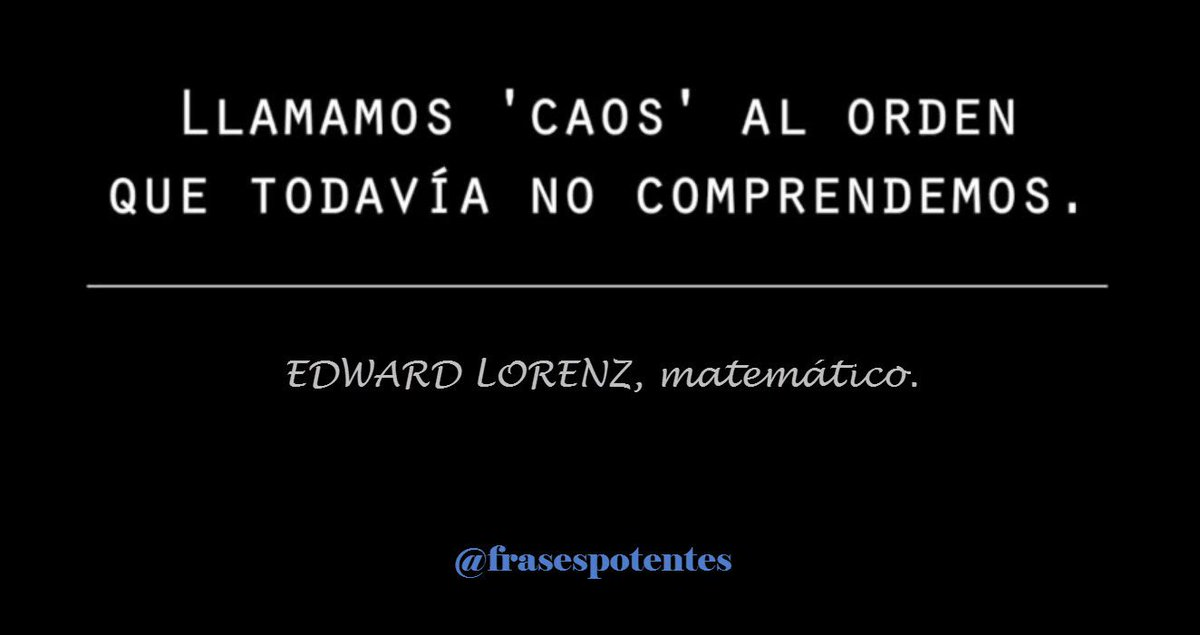 Llamamos 'caos' al orden
que todavía no comprendemos.
EDWARD LORENZ, matemático.
@frasespotentes